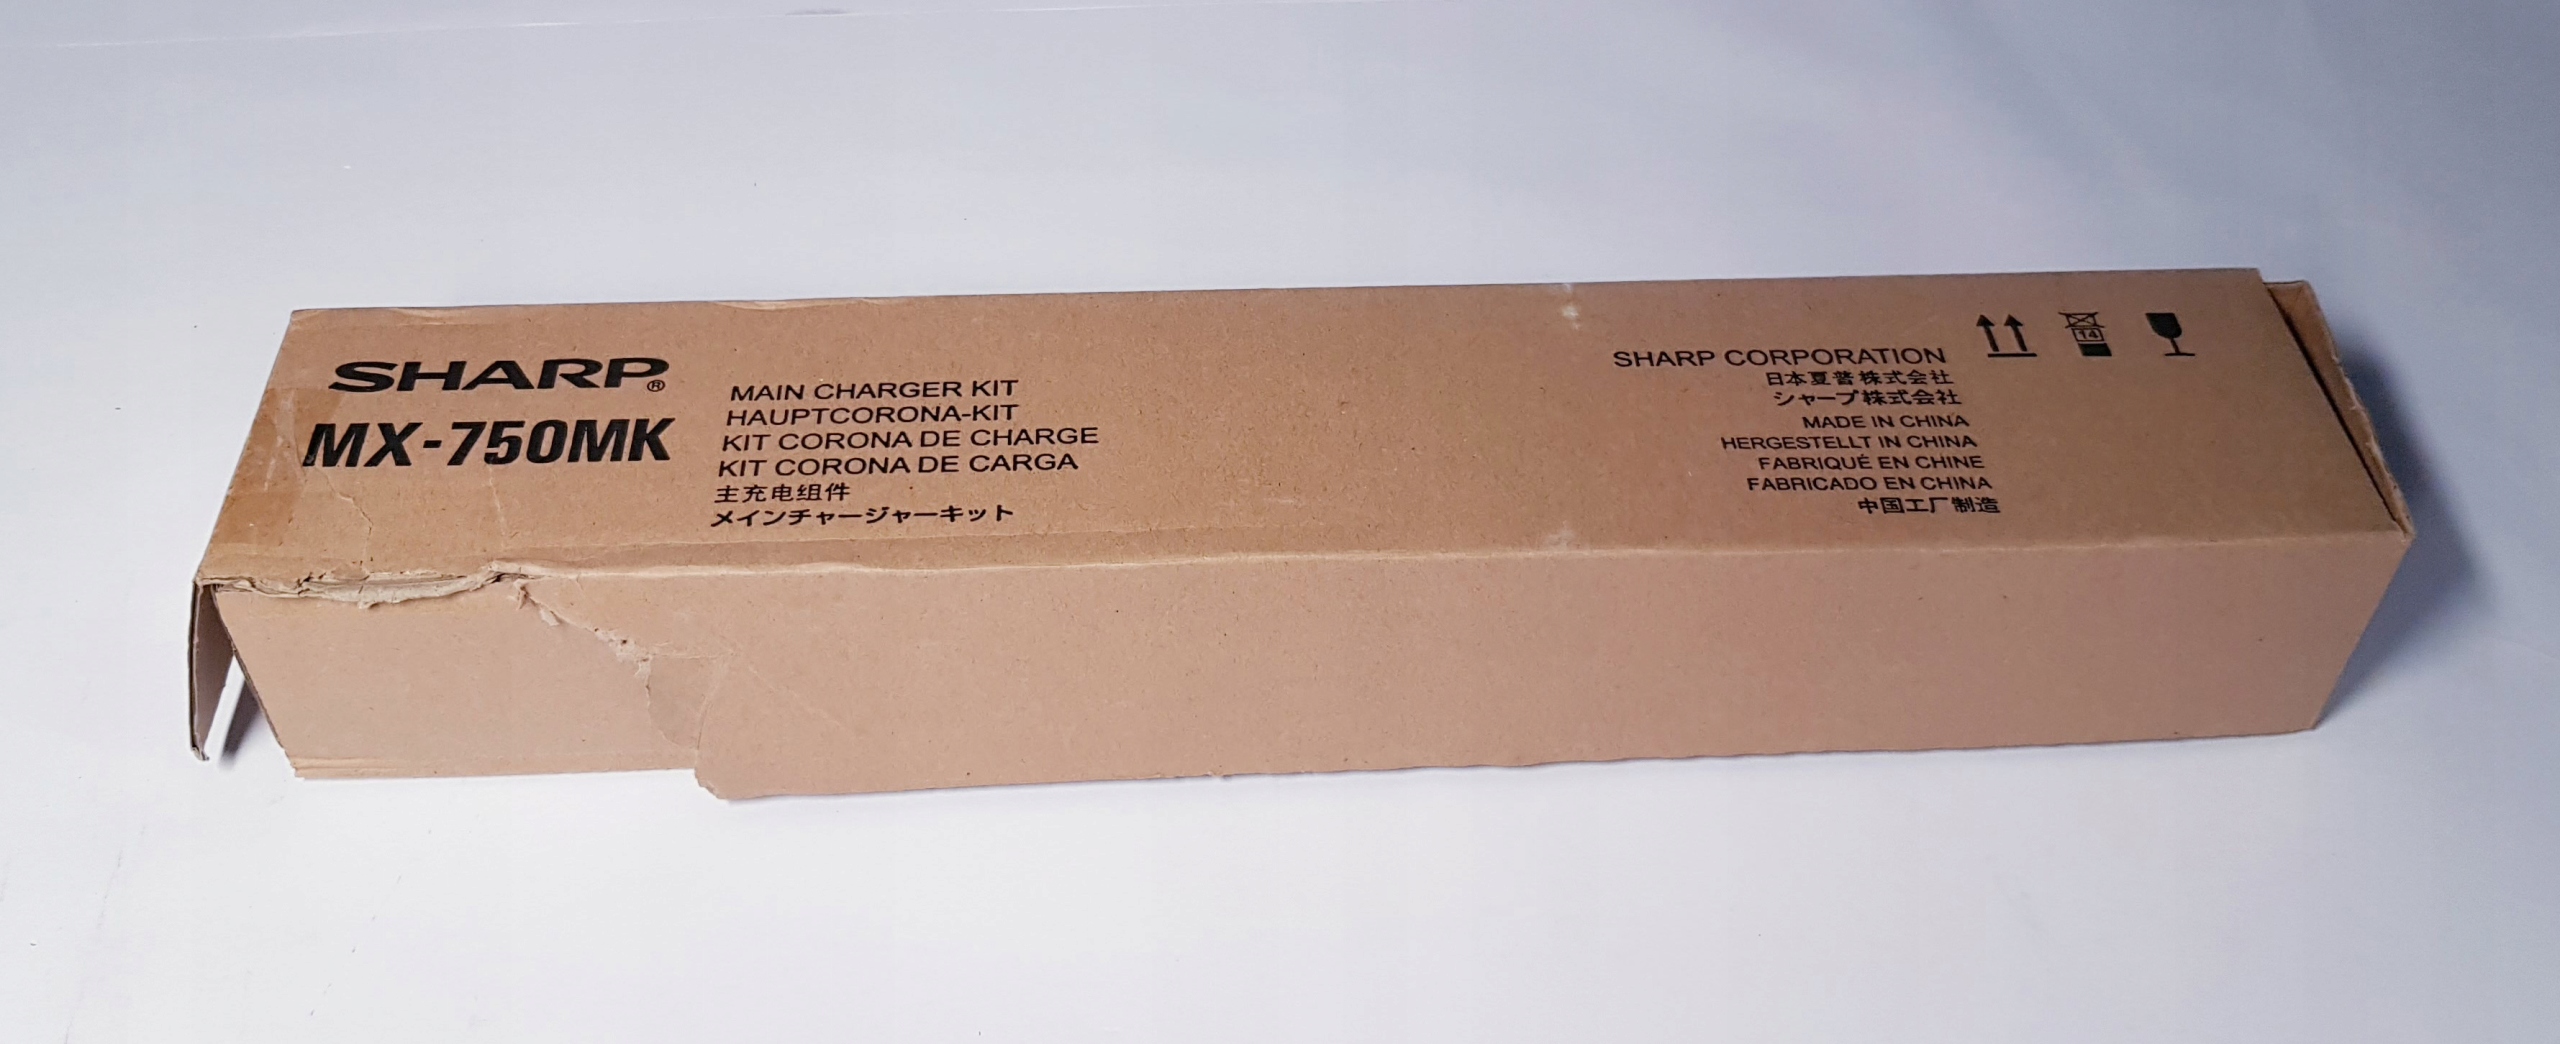 SHARP®
MX-750MK
MAIN CHARGER KIT
HAUPTCORONA-KIT
KIT CORONA DE CHARGE
KIT CORONA DE CARGA
主充电组件
メインチャージャーキット
SHARP CORPORATION
日本夏普株式会社
シャープ株式会社
MADE IN CHINA
HERGESTELLT IN CHINA
FABRIQUÉ EN CHINE
FABRICADO EN CHINA
中国工厂制造
14